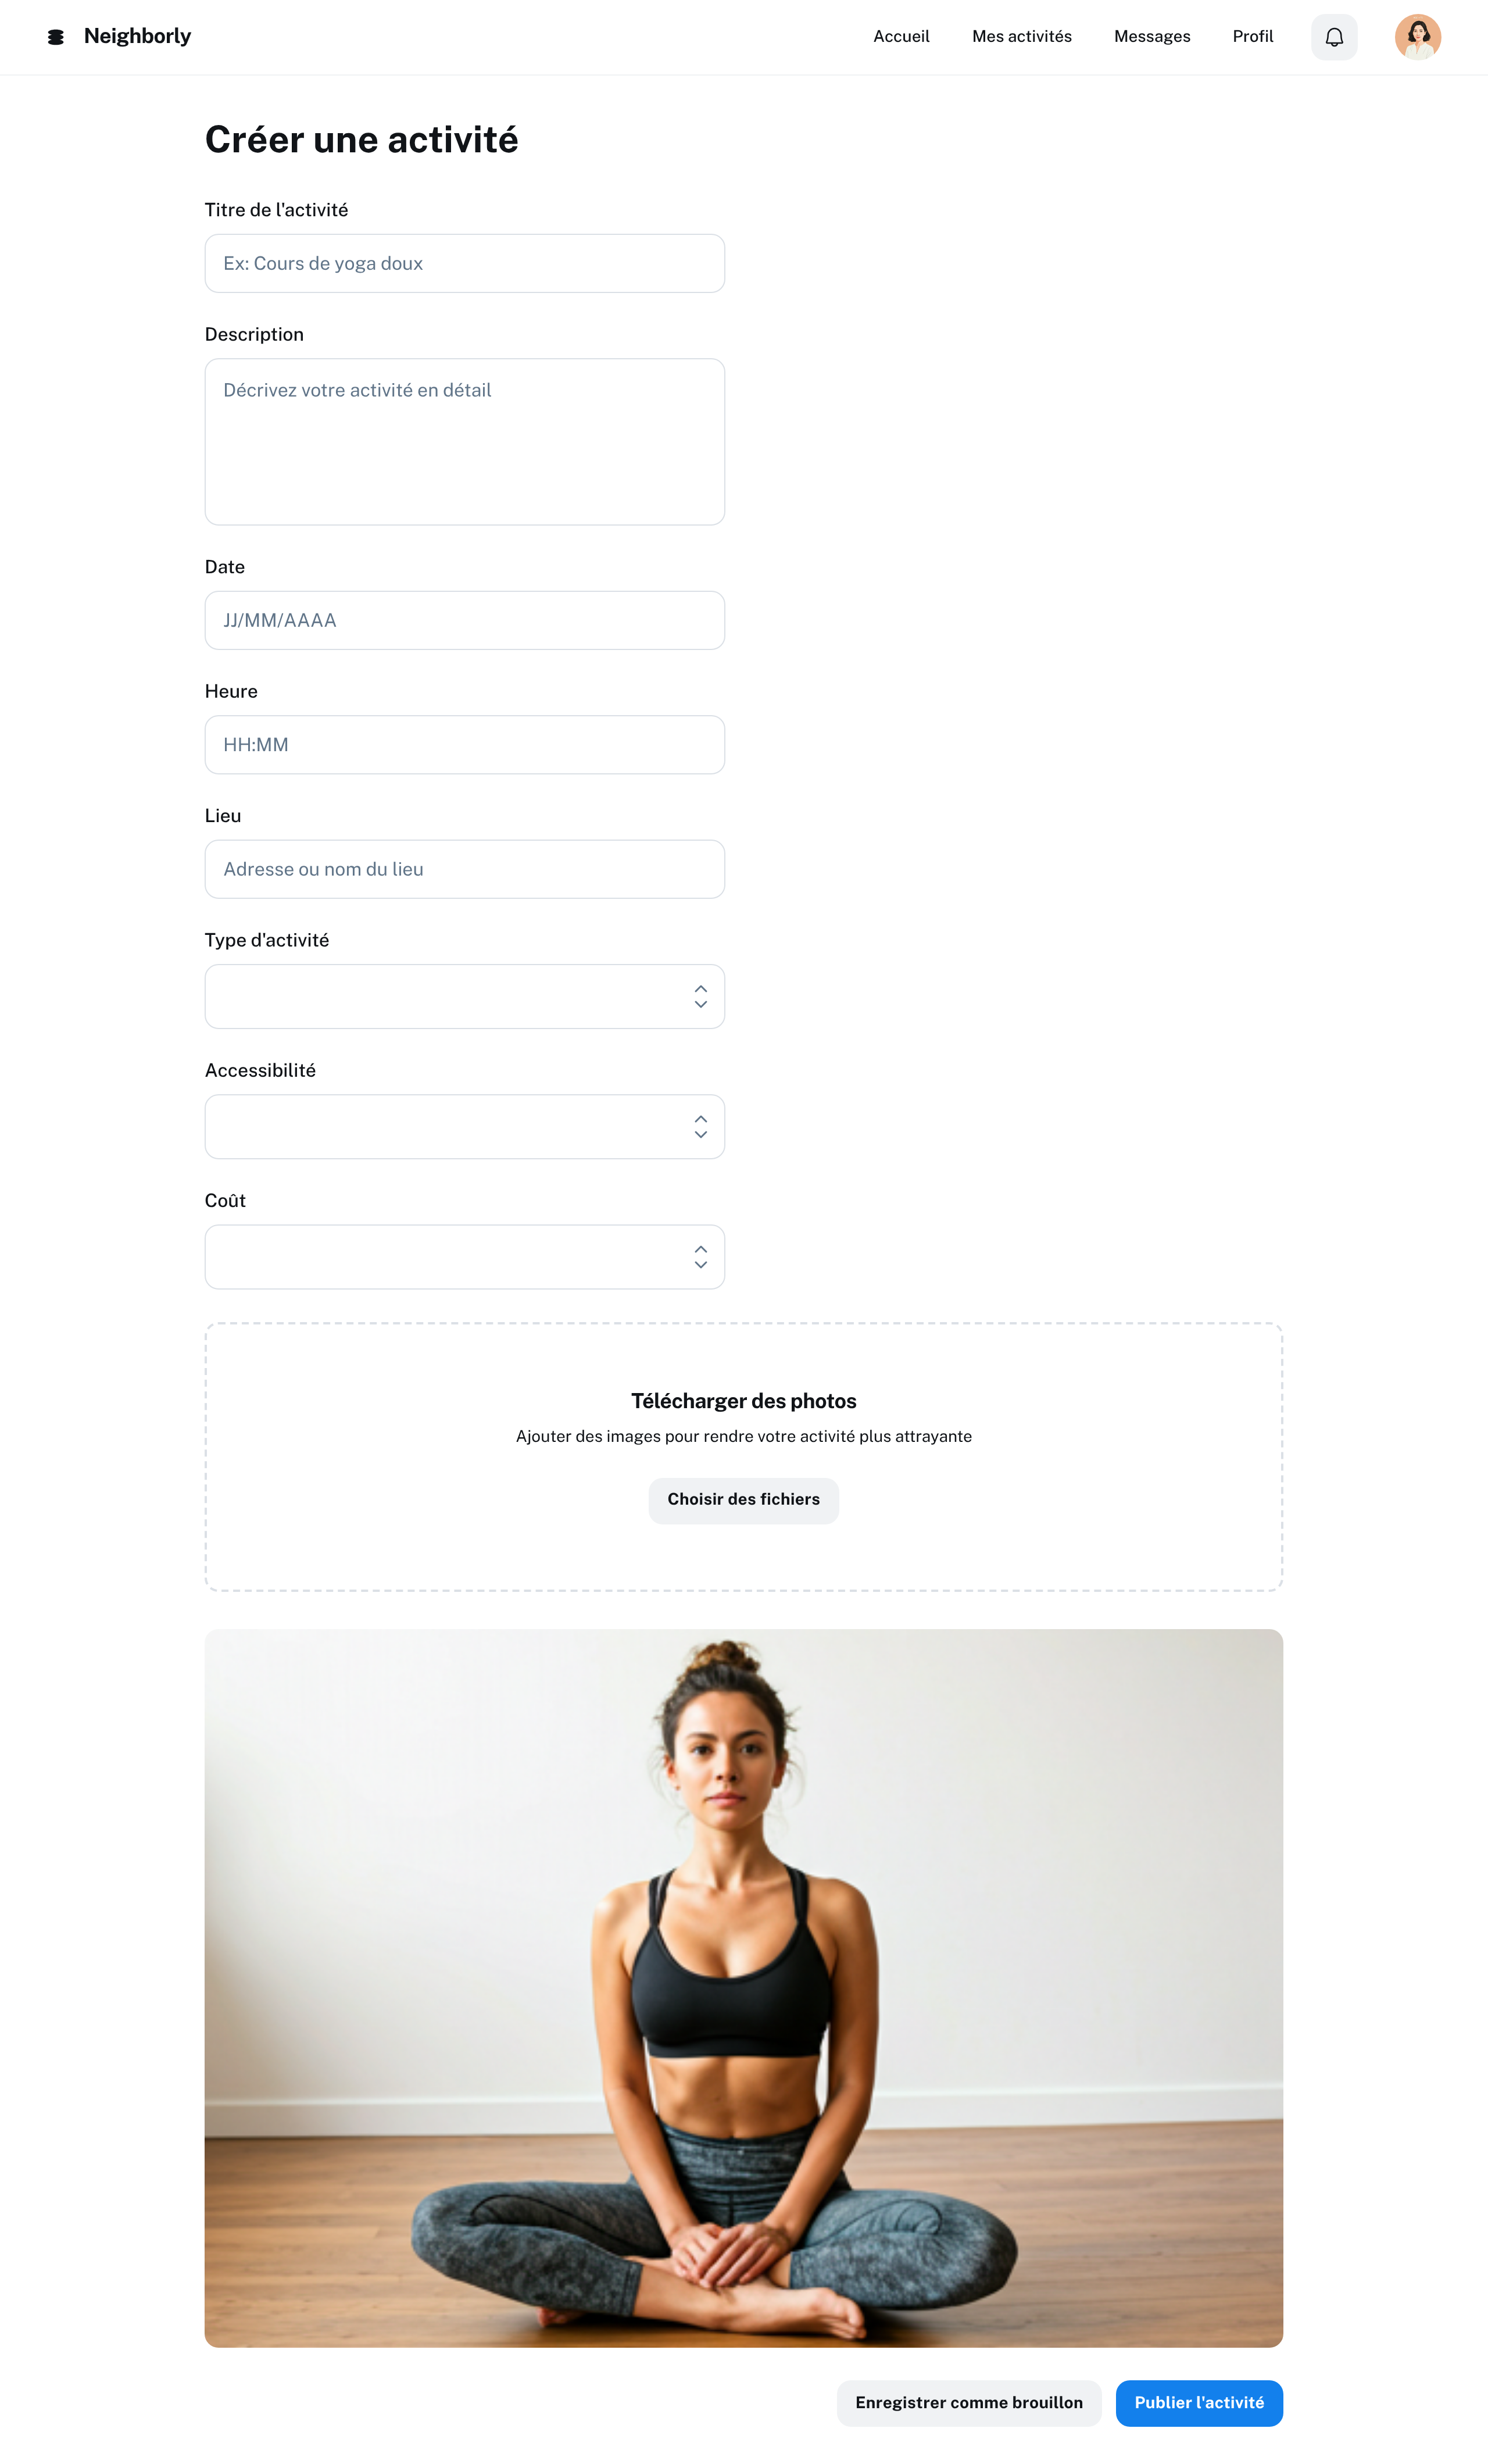 Neighborly
Accueil
Mes activités
Messages
Profil
Créer une activité
Titre de l'activité
Ex: Cours de yoga doux
Description
Décrivez votre activité en détail
Date
JJ/MM/AAAA
Heure
HH:MM
Lieu
Adresse ou nom du lieu
Type d'activité
Accessibilité
Coût
Télécharger des photos
Ajouter des images pour rendre votre activité plus attrayante
Choisir des fichiers
Enregistrer comme brouillon
Publier l'activité